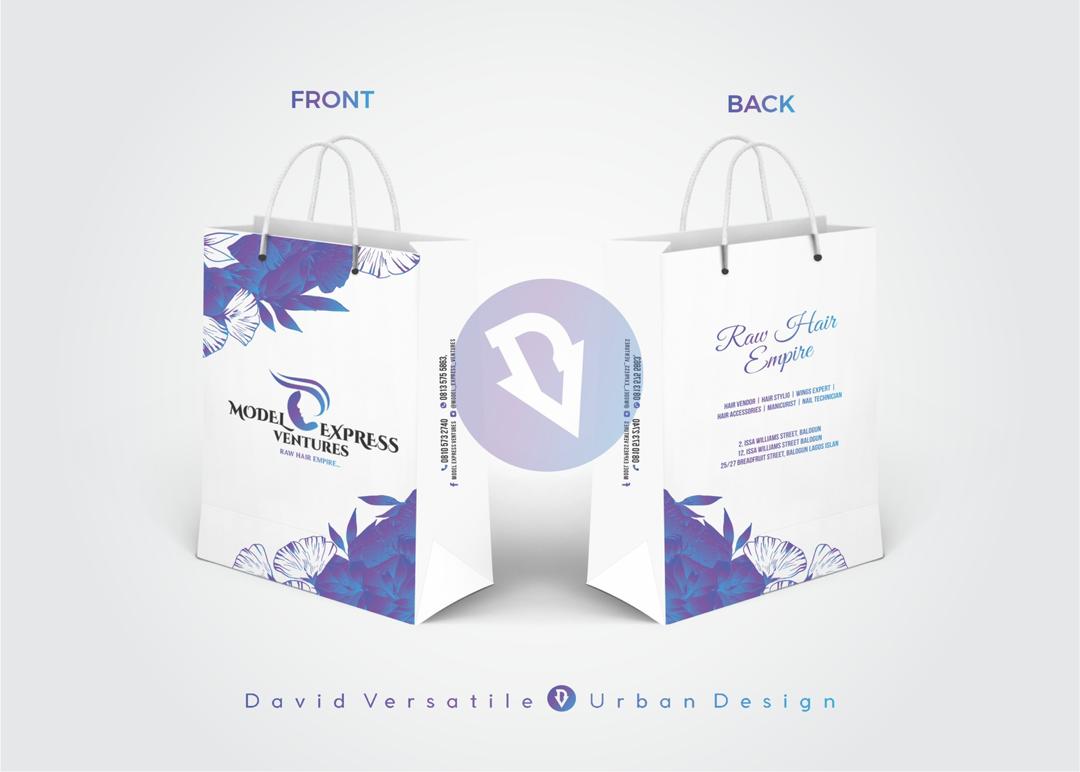 FRONT
BACK
MODEL EXPRESS
VENTURES
RAW HAIR EMPIRE...
MODEL EXPRESS VENTURES @MODEL_EXPRESS_VENTURES
0810 573 2740 0813 575 5863,
Raw Hair
Empire
HAIR VENDOR | HAIR STYLIG | WINGS EXPERT |
HAIR ACCESSORIES | MANICURIST | NAIL TECHNICIAN
2, ISSA WILLIAMS STREET, BALOGUN
12, ISSA WILLIAMS STREET BALOGUN
25/27 BREADFRUIT STREET, BALOGUN LAGOS ISLAN
David Versatile Urban Design